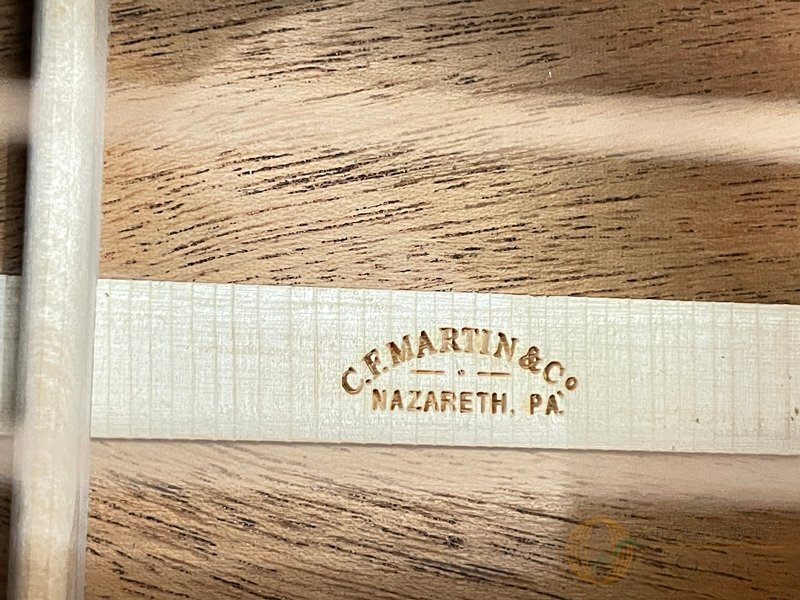 C.F. MARTIN & Co
NAZARETH, PA.